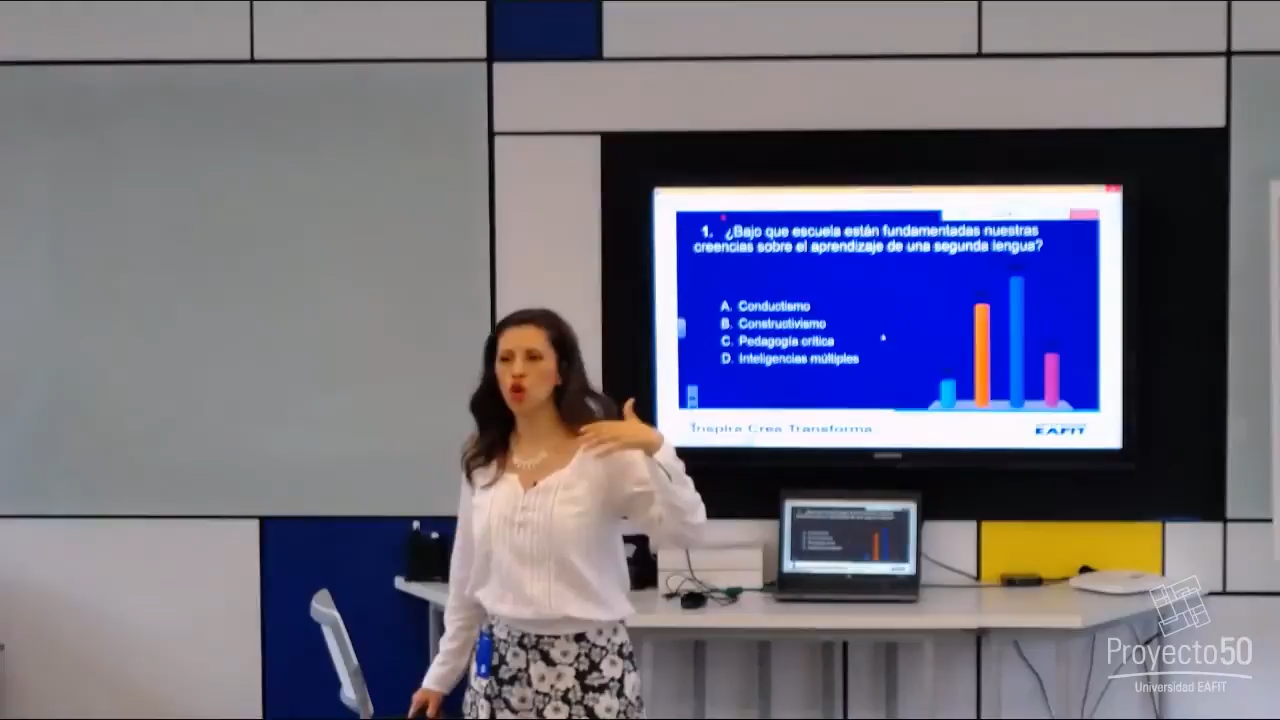 1. ¿Bajo que escuela están fundamentadas nuestras
creencias sobre el aprendizaje de una segunda lengua?
A. Conductismo
B. Constructivismo
C. Pedagogía crítica
D. Inteligencias múltiples
Inspira Crea Transforma
EAFIT
Proyecto50
Universidad EAFIT